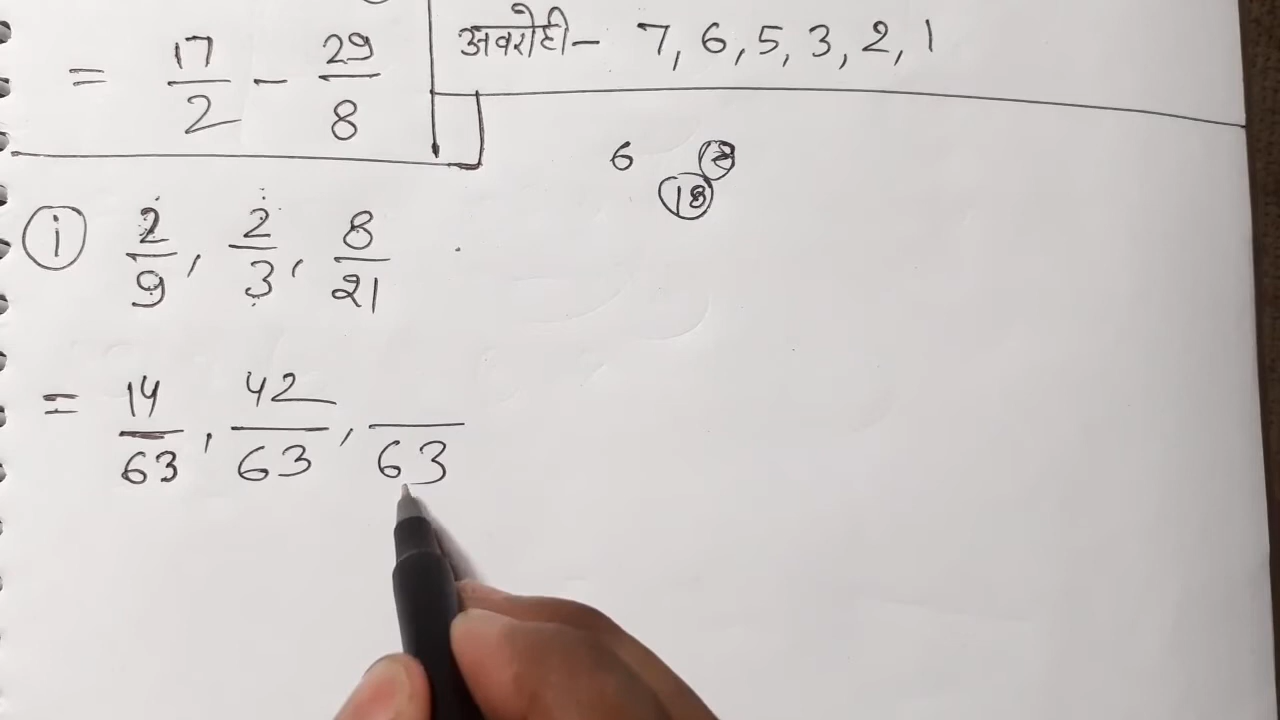 = 17/2 - 29/8
अवरोही- 7, 6, 5, 3, 2, 1
6 12
18
i 2/9, 2/3, 8/21
= 14/63, 42/63, /63